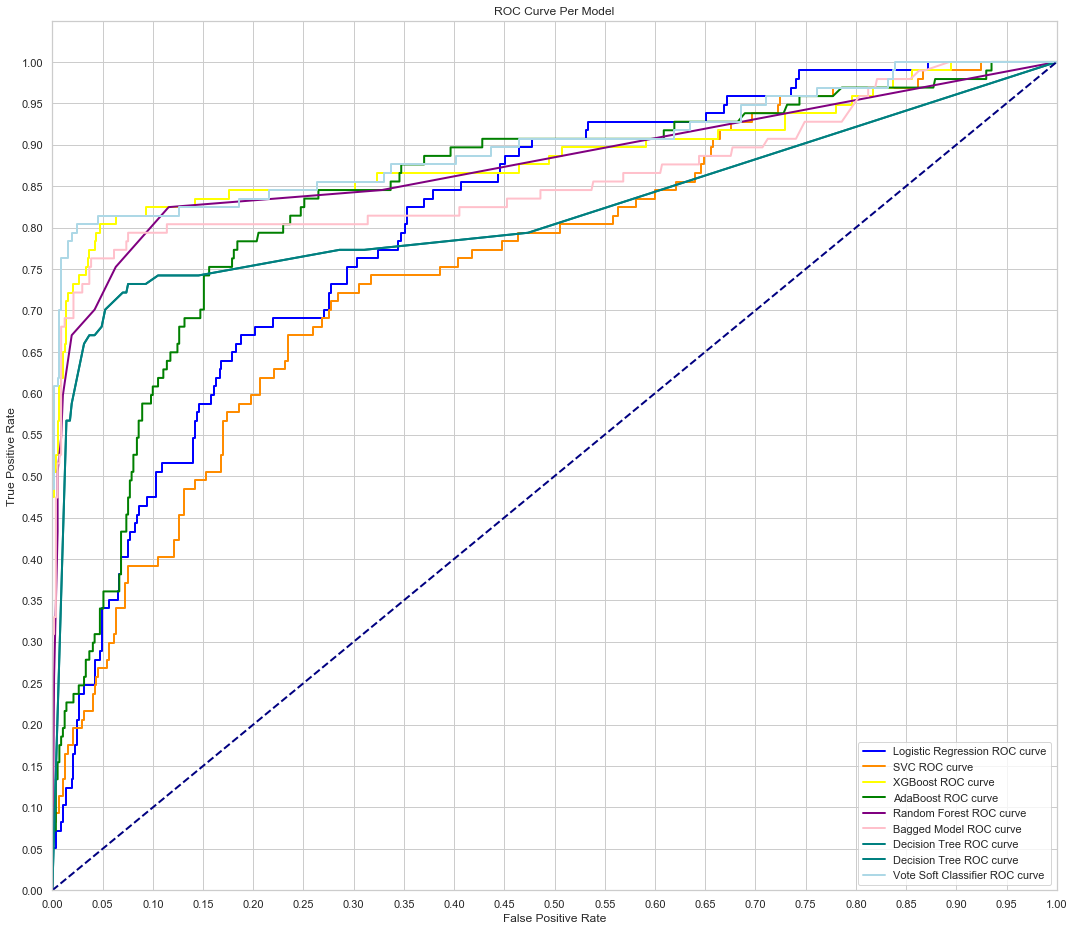 ROC Curve Per Model
1.00
0.95
0.90
0.85
0.80
0.75
0.70
0.65
0.60
0.55
0.50
0.45
0.40
0.35
0.30
0.25
0.20
0.15
0.10
0.05
0.00
True Positive Rate
Logistic Regression ROC curve
SVC ROC curve
XGBoost ROC curve
AdaBoost ROC curve
Random Forest ROC curve
Bagged Model ROC curve
Decision Tree ROC curve
Decision Tree ROC curve
Vote Soft Classifier ROC curve
0.00 0.05 0.10 0.15 0.20 0.25 0.30 0.35 0.40 0.45 0.50 0.55 0.60 0.65 0.70 0.75 0.80 0.85 0.90 0.95 1.00
False Positive Rate